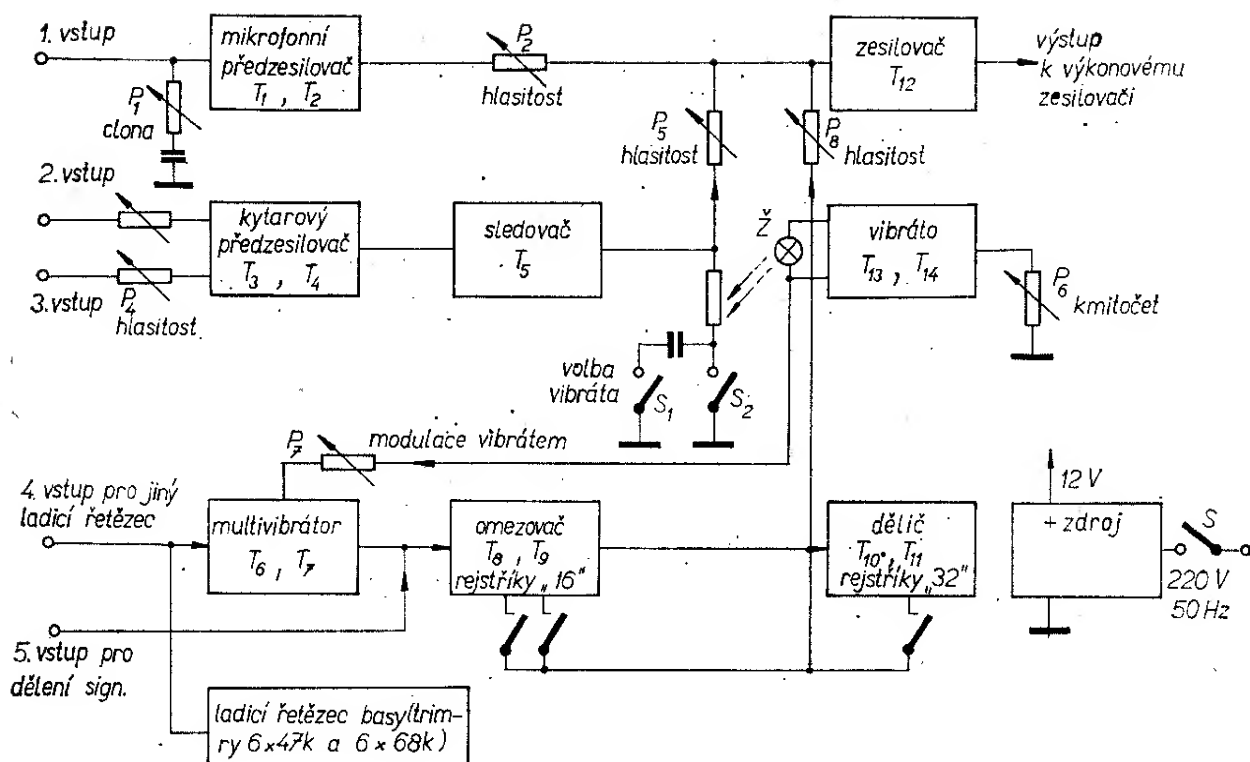 1. vstup
mikrofonní
předzesilovač
T1 , T2
P2
hlasitost
zesilovač
T12
výstup
k výkonovému
zesilovači
P1
clona
P5
hlasitost
P8
hlasitost
2. vstup
kytarový
předzesilovač
T3 , T4
sledovač
T5
Ž
vibráto
T13 , T14
P6
kmitočet
3. vstup
P4
hlasitost
volba
vibráta
S1
S2
P7
modulace vibrátem
4. vstup pro jiný
ladicí řetězec
multivibrátor
T6 , T7
omezovač
T8 , T9
rejstříky „ 16"
dělič
T10 , T11
rejstříky „32"
12 V
+ zdroj
S
220 V
50 Hz
5. vstup pro
dělení sign.
ladicí řetězec basy(trim-
ry 6×47k a 6×68k)